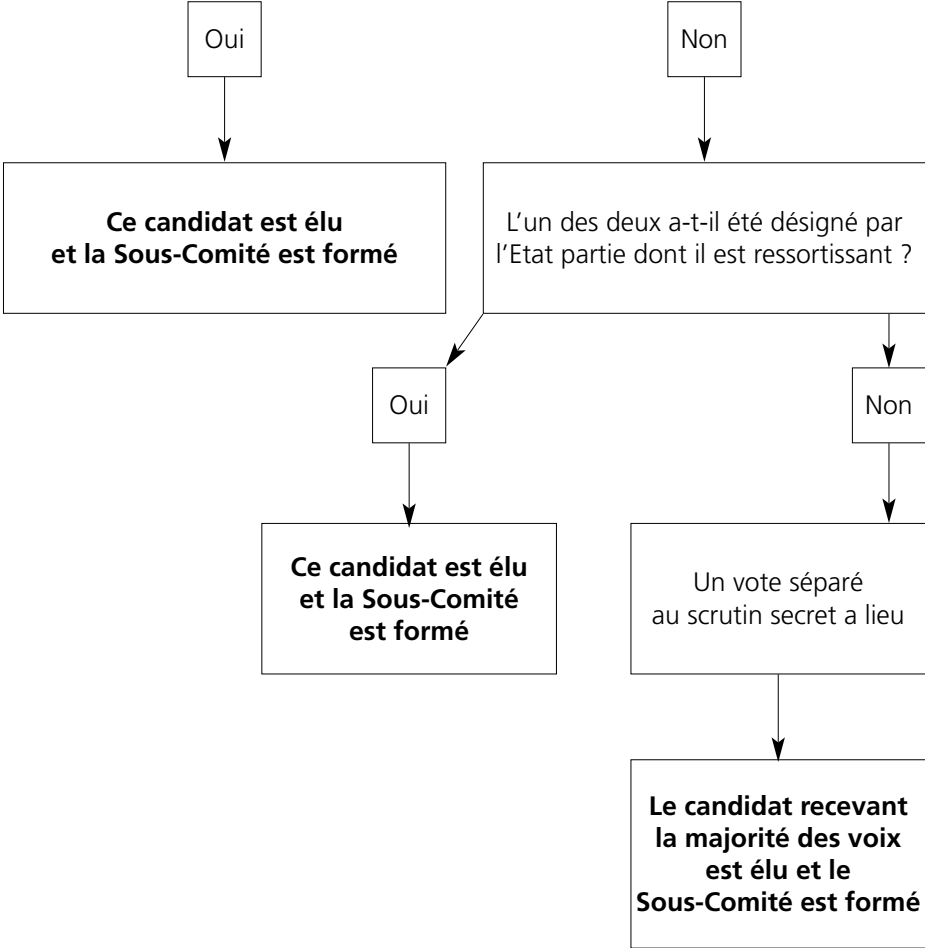 Oui
Non
Ce candidat est élu
et la Sous-Comité est formé
L'un des deux a-t-il été désigné par
l'Etat partie dont il est ressortissant ?
Oui
Non
Ce candidat est élu
et la Sous-Comité
est formé
Un vote séparé
au scrutin secret a lieu
Le candidat recevant
la majorité des voix
est élu et le
Sous-Comité est formé